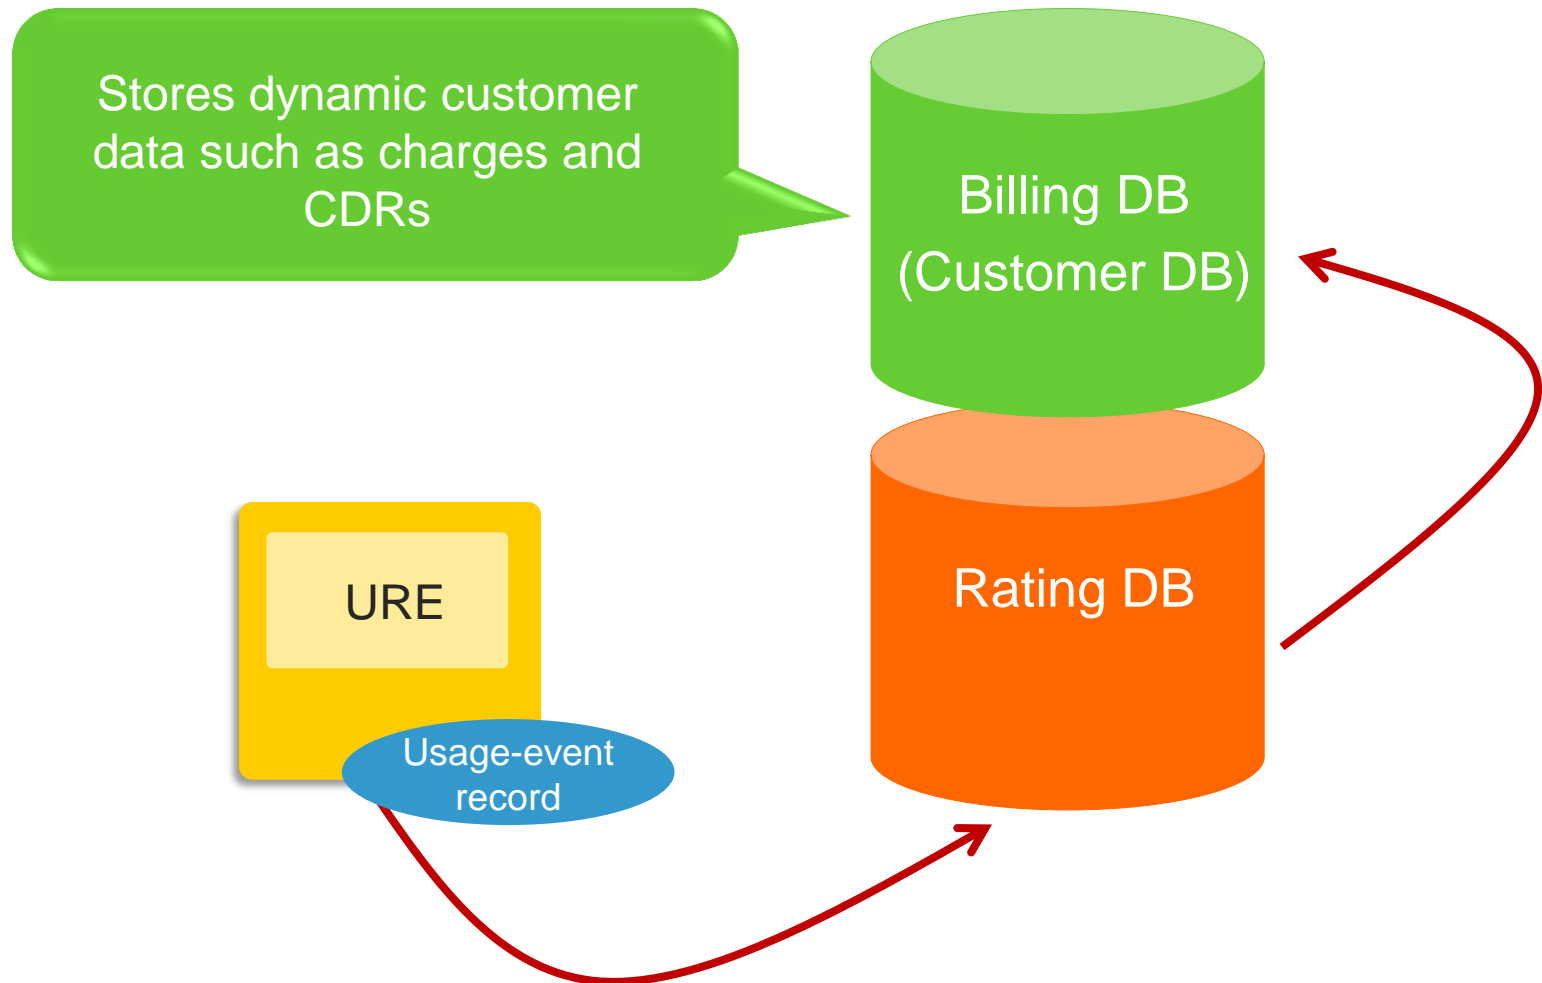 Stores dynamic customer
data such as charges and
CDRs
Billing DB
(Customer DB)
Rating DB
URE
Usage-event
record